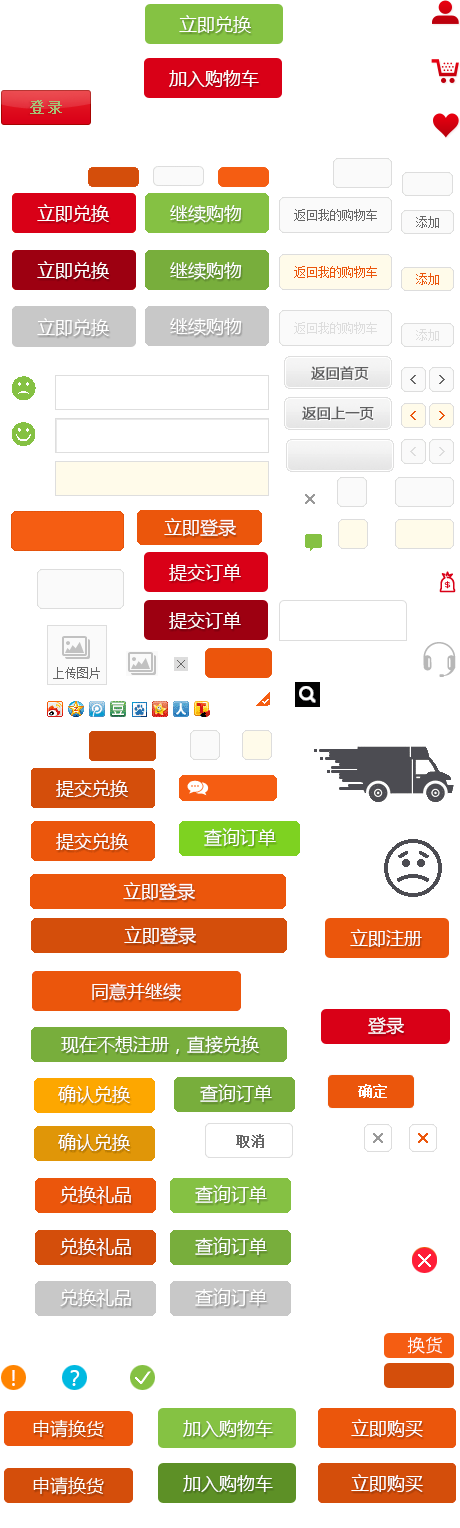 立即兑换
加入购物车
登 录
立即兑换 继续购物 返回我的购物车 添加
立即兑换 继续购物 返回我的购物车 添加
立即兑换 继续购物 返回我的购物车 添加
返回首页
返回上一页
立即登录
提交订单
提交订单
上传图片
豆
人
T
提交兑换
提交兑换 查询订单
立即登录
立即登录 立即注册
同意并继续
登录
现在不想注册，直接兑换
确认兑换 查询订单 确定
确认兑换 取消
兑换礼品 查询订单
兑换礼品 查询订单
兑换礼品 查询订单
换货
申请换货 加入购物车 立即购买
申请换货 加入购物车 立即购买